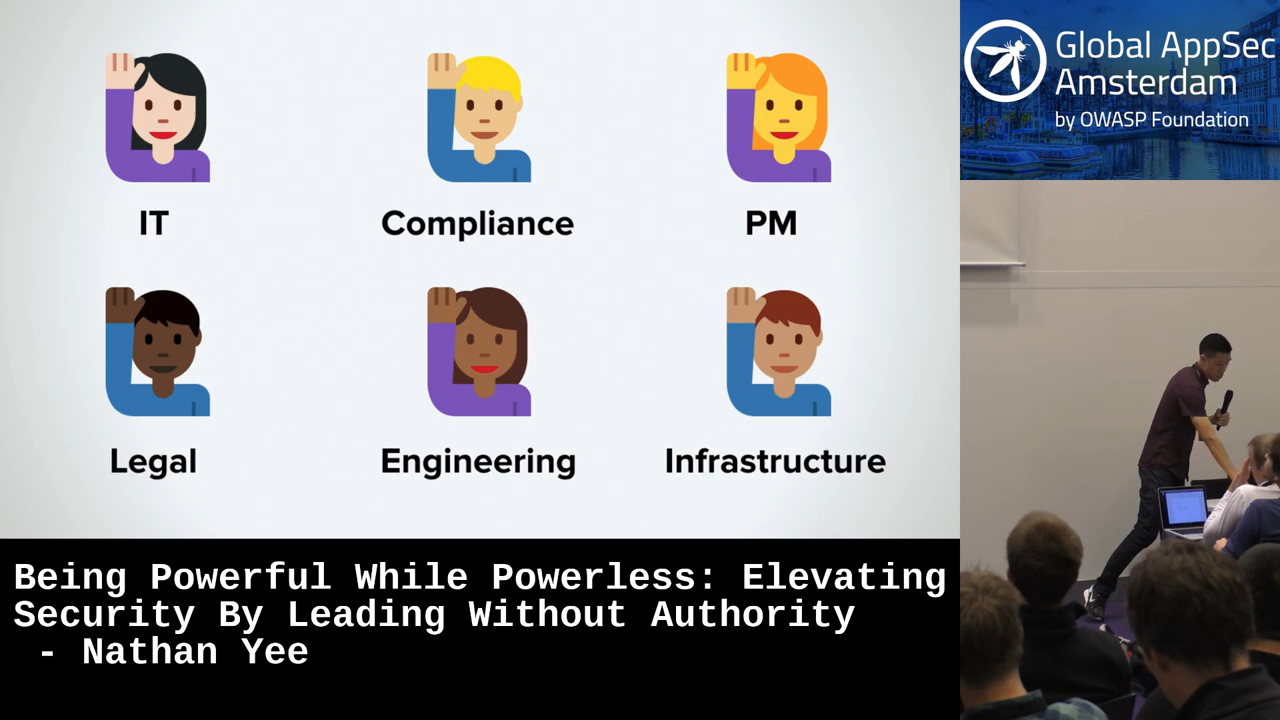 IT
Compliance
PM
Legal
Engineering
Infrastructure
Global AppSec
Amsterdam
by OWASP Foundation
Being Powerful While Powerless: Elevating
Security By Leading Without Authority
- Nathan Yee